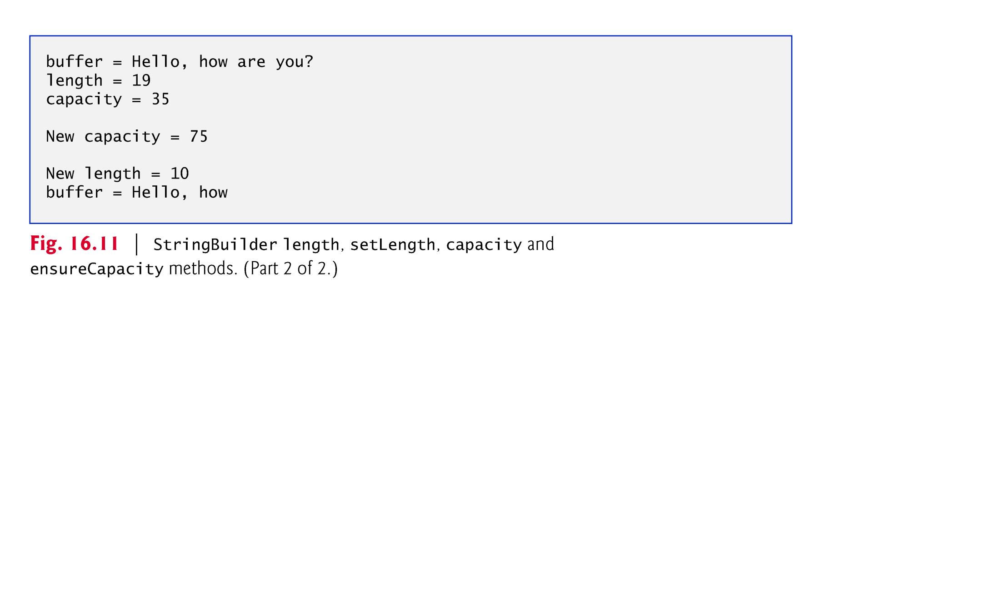 buffer = Hello, how are you?
length = 19
capacity = 35
New capacity = 75
New length = 10
buffer = Hello, how
Fig. 16.11 | StringBuilder length, setLength, capacity and
ensureCapacity methods. (Part 2 of 2.)